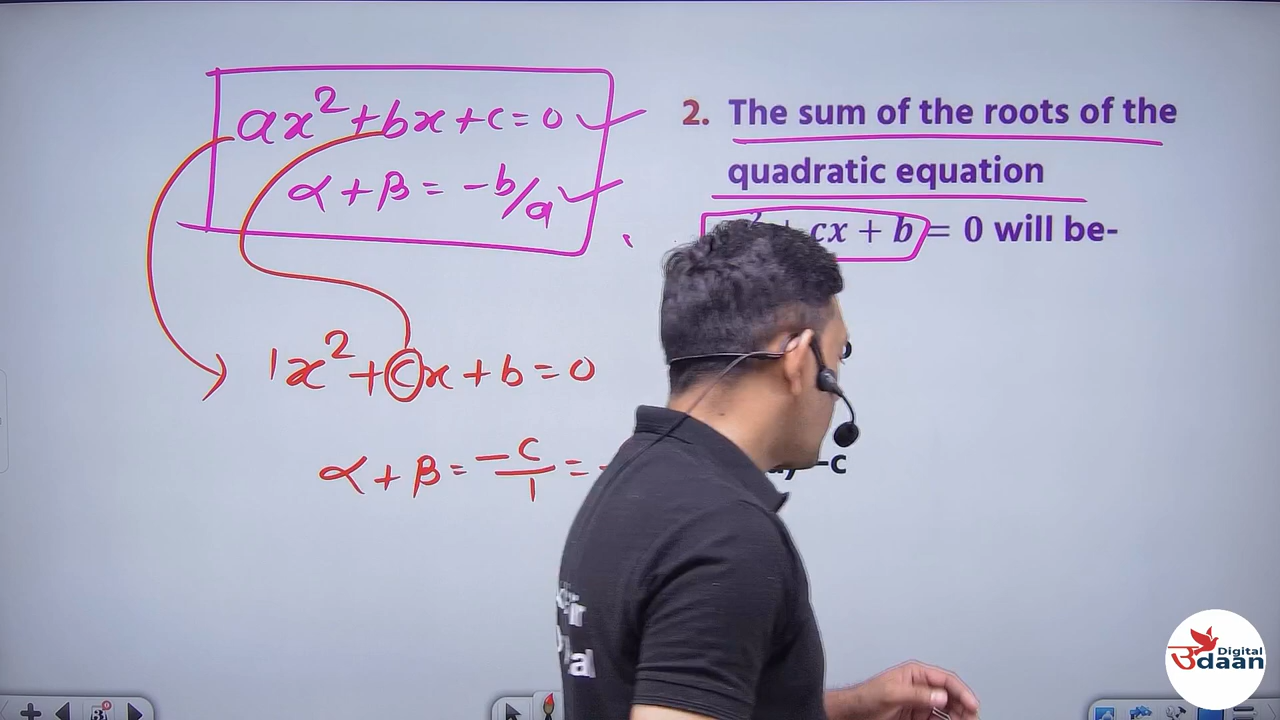 ax² + bx + c = 0
α + β = -b/a
1x² + cx + b = 0
α + β = -c/1 =
2. The sum of the roots of the
quadratic equation
cx + b = 0 will be-
-c
Digital
उdaan